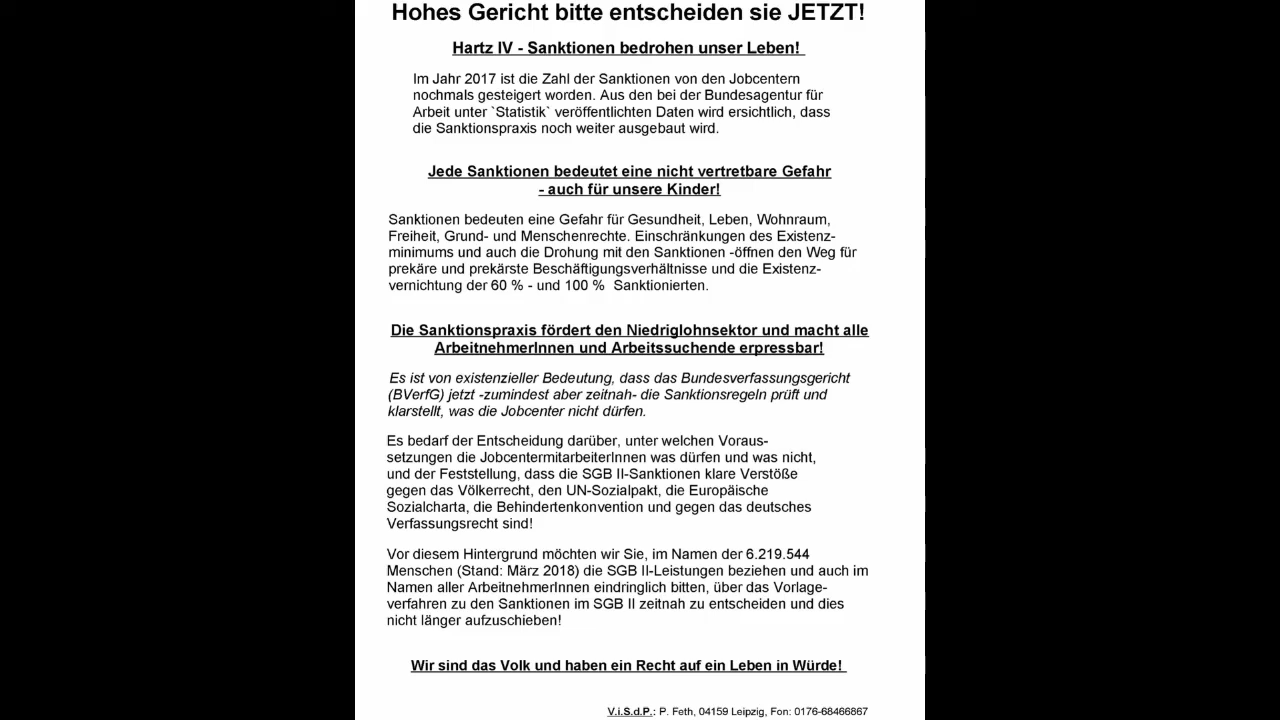 Hohes Gericht bitte entscheiden sie JETZT!
Hartz IV - Sanktionen bedrohen unser Leben!
Im Jahr 2017 ist die Zahl der Sanktionen von den Jobcentern
nochmals gesteigert worden. Aus den bei der Bundesagentur für
Arbeit unter `Statistik` veröffentlichten Daten wird ersichtlich, dass
die Sanktionspraxis noch weiter ausgebaut wird.
Jede Sanktionen bedeutet eine nicht vertretbare Gefahr
- auch für unsere Kinder!
Sanktionen bedeuten eine Gefahr für Gesundheit, Leben, Wohnraum,
Freiheit, Grund- und Menschenrechte. Einschränkungen des Existenz-
minimums und auch die Drohung mit den Sanktionen -öffnen den Weg für
prekäre und prekärste Beschäftigungsverhältnisse und die Existenz-
vernichtung der 60 % - und 100 % Sanktionierten.
Die Sanktionspraxis fördert den Niedriglohnsektor und macht alle
ArbeitnehmerInnen und Arbeitssuchende erpressbar!
Es ist von existenzieller Bedeutung, dass das Bundesverfassungsgericht
(BVerfG) jetzt -zumindest aber zeitnah- die Sanktionsregeln prüft und
klarstellt, was die Jobcenter nicht dürfen.
Es bedarf der Entscheidung darüber, unter welchen Voraus-
setzungen die JobcentermitarbeiterInnen was dürfen und was nicht,
und der Feststellung, dass die SGB II-Sanktionen klare Verstöße
gegen das Völkerrecht, den UN-Sozialpakt, die Europäische
Sozialcharta, die Behindertenkonvention und gegen das deutsches
Verfassungsrecht sind!
Vor diesem Hintergrund möchten wir Sie, im Namen der 6.219.544
Menschen (Stand: März 2018) die SGB II-Leistungen beziehen und auch im
Namen aller ArbeitnehmerInnen eindringlich bitten, über das Vorlage-
verfahren zu den Sanktionen im SGB II zeitnah zu entscheiden und dies
nicht länger aufzuschieben!
Wir sind das Volk und haben ein Recht auf ein Leben in Würde!
V.i.S.d.P.: P. Feth, 04159 Leipzig, Fon: 0176-68466867